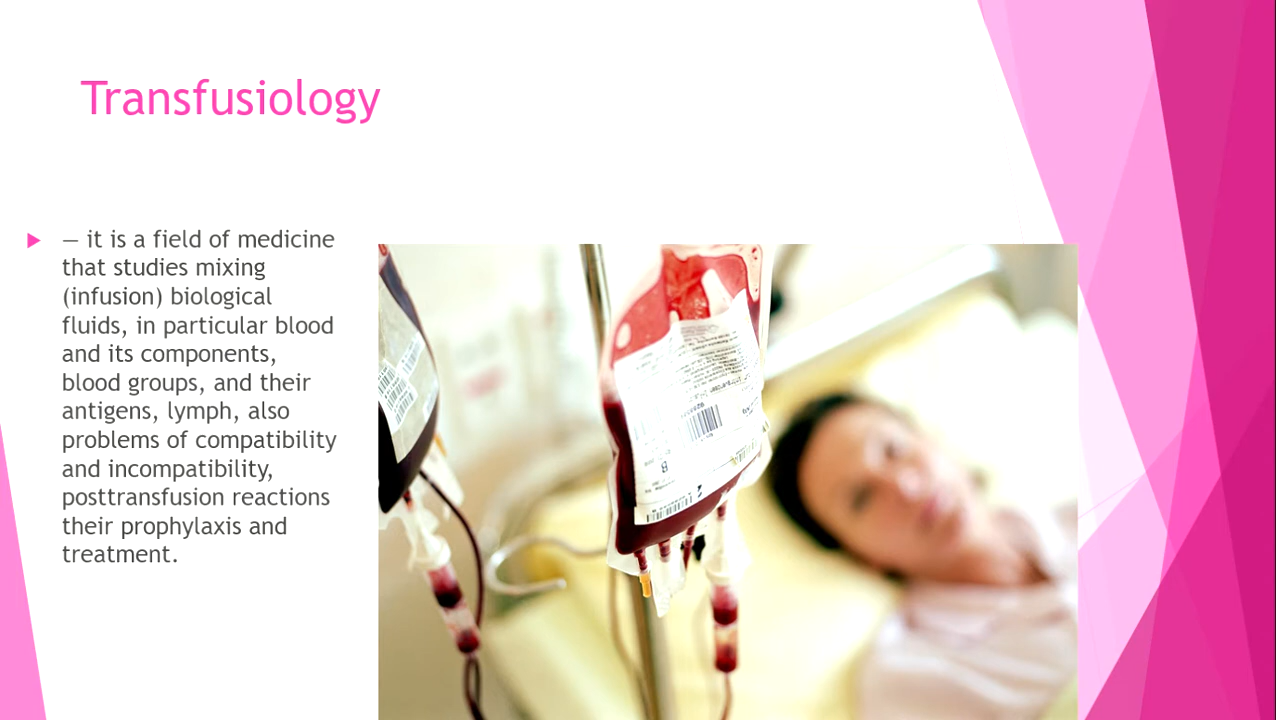 Transfusiology
— it is a field of medicine
that studies mixing
(infusion) biological
fluids, in particular blood
and its components,
blood groups, and their
antigens, lymph, also
problems of compatibility
and incompatibility,
posttransfusion reactions
their prophylaxis and
treatment.